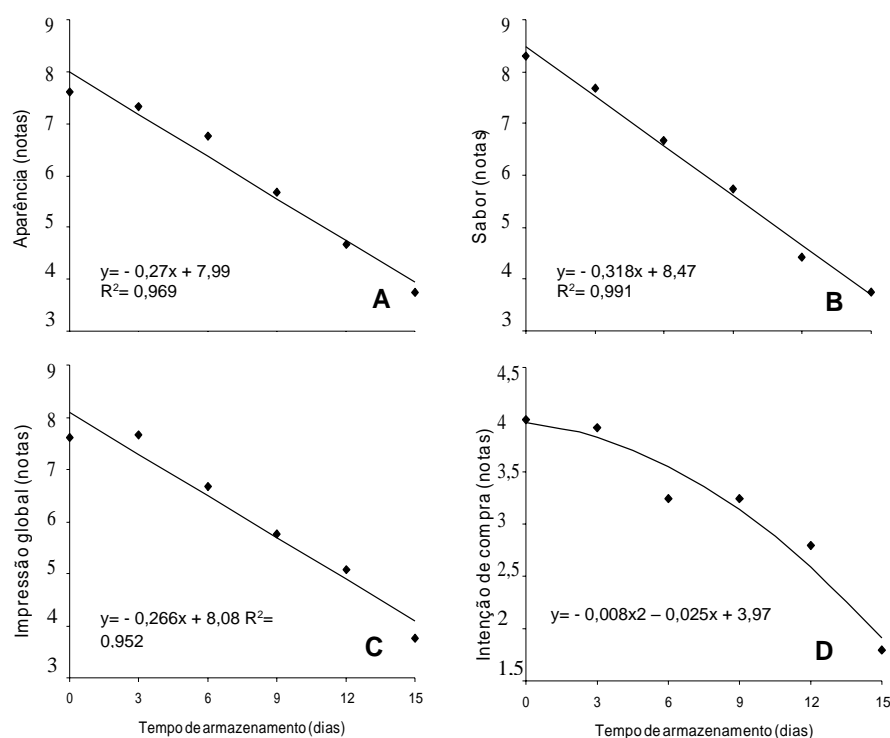 Aparência (notas)
9
8
7
6
5
4
3
y= - 0,27x + 7,99
R²= 0,969
A
Sabor (notas)
9
8
7
6
5
4
3
y= - 0,318x + 8,47
R²= 0,991
B
Impressão global (notas)
9
8
7
6
5
4
3
y= - 0,266x + 8,08 R²=
0,952
C
0 3 6 9 12 15
Tempo de armazenamento (dias)
Intenção de compra (notas)
4,5
4
3,5
3
2,5
2
1.5
y= - 0,008x2 – 0,025x + 3,97
D
0 3 6 9 12 15
Tempo de armazenamento (dias)